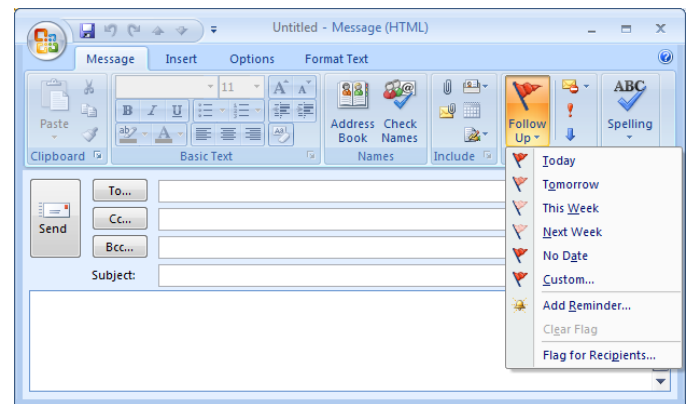 Untitled - Message (HTML)
Message Insert Options Format Text
11 A A
Paste B I U Address Book Check Names Follow Up ABC Spelling
ab A
Clipboard Basic Text Names Include
Today
Tomorrow
This Week
Next Week
No Date
Custom...
Add Reminder...
Clear Flag
Flag for Recipients...
Send
To...
Cc...
Bcc...
Subject: